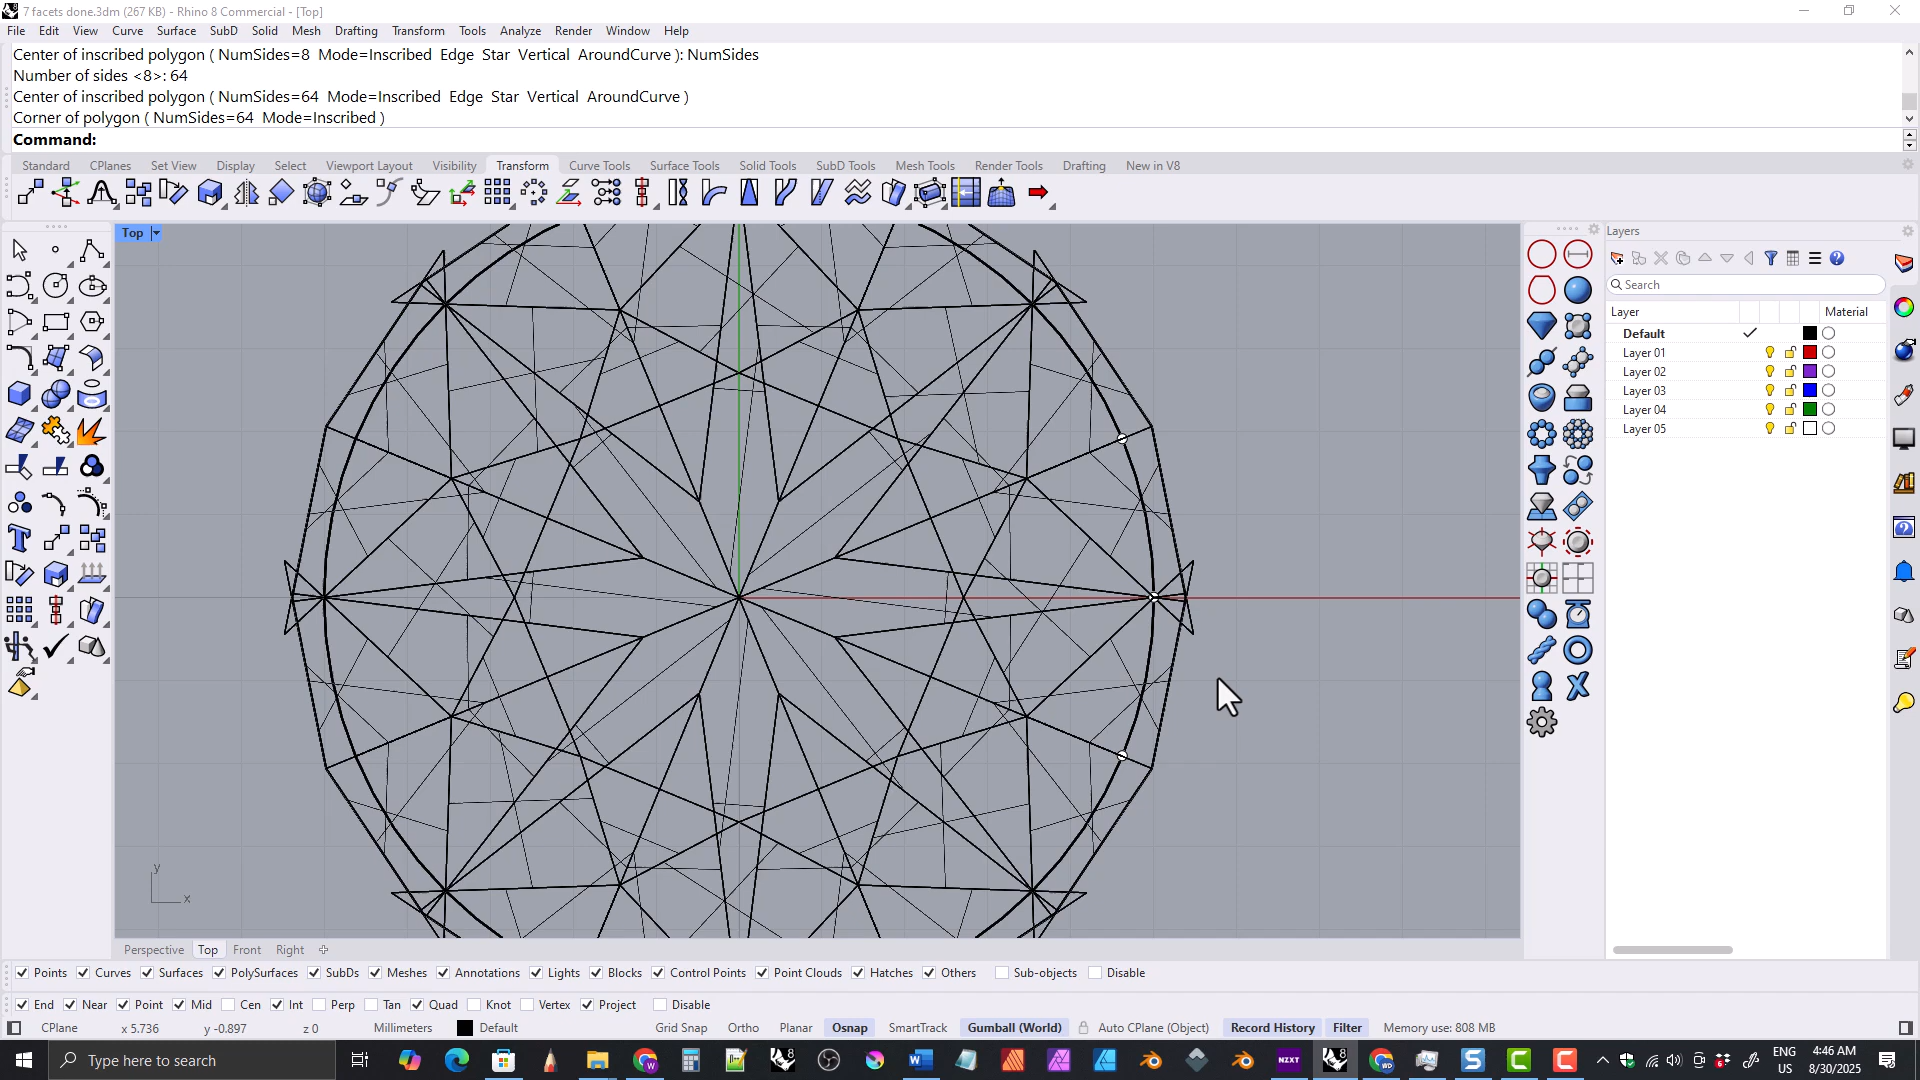 7 facets done.3dm (267 KB) - Rhino 8 Commercial - [Top]
File Edit View Curve Surface SubD Solid Mesh Drafting Transform Tools Analyze Render Window Help
Center of inscribed polygon ( NumSides=8 Mode=Inscribed Edge Star Vertical AroundCurve ): NumSides
Number of sides <8>: 64
Center of inscribed polygon ( NumSides=64 Mode=Inscribed Edge Star Vertical AroundCurve )
Corner of polygon ( NumSides=64 Mode=Inscribed )
Command:
Standard CPlanes Set View Display Select Viewport Layout Visibility Transform Curve Tools Surface Tools Solid Tools SubD Tools Mesh Tools Render Tools Drafting New in V8
Top
Layers
Search
Layer Material
Default
Layer 01
Layer 02
Layer 03
Layer 04
Layer 05
y
x
Perspective Top Front Right
Points Curves Surfaces PolySurfaces SubDs Meshes Annotations Lights Blocks Control Points Point Clouds Hatches Others Sub-objects Disable
End Near Point Mid Cen Int Perp Tan Quad Knot Vertex Project Disable
CPlane x 5.736 y -0.897 z 0 Millimeters Default Grid Snap Ortho Planar Osnap SmartTrack Gumball (World) Auto CPlane (Object) Record History Filter Memory use: 808 MB
Type here to search
NZXT
ENG
US
4:46 AM
8/30/2025